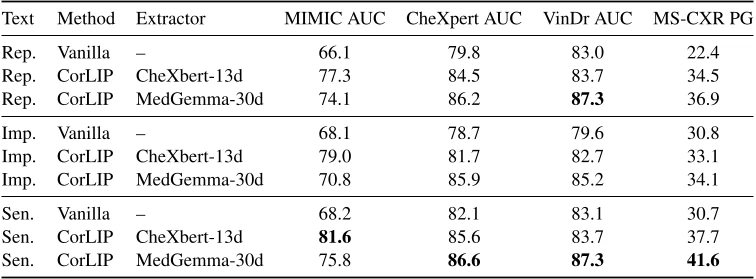 Text Method Extractor MIMIC AUC CheXpert AUC VinDr AUC MS-CXR PG
Rep. Vanilla – 66.1 79.8 83.0 22.4
Rep. CorLIP CheXbert-13d 77.3 84.5 83.7 34.5
Rep. CorLIP MedGemma-30d 74.1 86.2 87.3 36.9
Imp. Vanilla – 68.1 78.7 79.6 30.8
Imp. CorLIP CheXbert-13d 79.0 81.7 82.7 33.1
Imp. CorLIP MedGemma-30d 70.8 85.9 85.2 34.1
Sen. Vanilla – 68.2 82.1 83.1 30.7
Sen. CorLIP CheXbert-13d 81.6 85.6 83.7 37.7
Sen. CorLIP MedGemma-30d 75.8 86.6 87.3 41.6